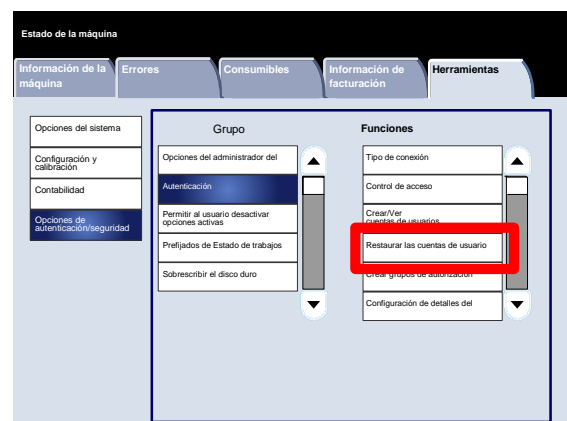 Estado de la máquina
Información de la
máquina
Errores
Consumibles
Información de
facturación
Herramientas
Opciones del sistema
Configuración y
calibración
Contabilidad
Opciones de
autenticación/seguridad
Grupo
Opciones del administrador del
Autenticación
Permitir al usuario desactivar
opciones activas
Prefijados de Estado de trabajos
Sobrescribir el disco duro
Funciones
Tipo de conexión
Control de acceso
Crear/Ver
cuentas de usuarios
Restaurar las cuentas de usuario
Crear grupos de autorización
Configuración de detalles del